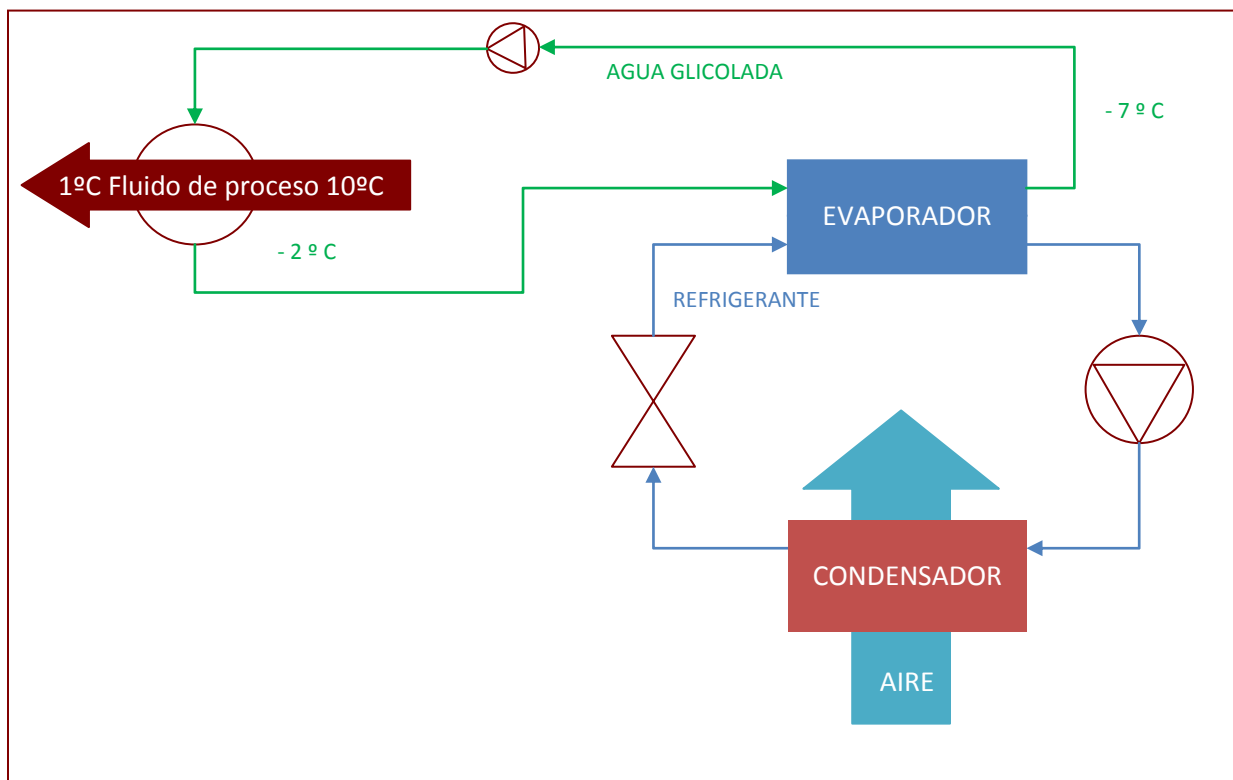 AGUA GLICOLADA
- 7 º C
1ºC Fluido de proceso 10ºC
EVAPORADOR
- 2 º C
REFRIGERANTE
CONDENSADOR
AIRE